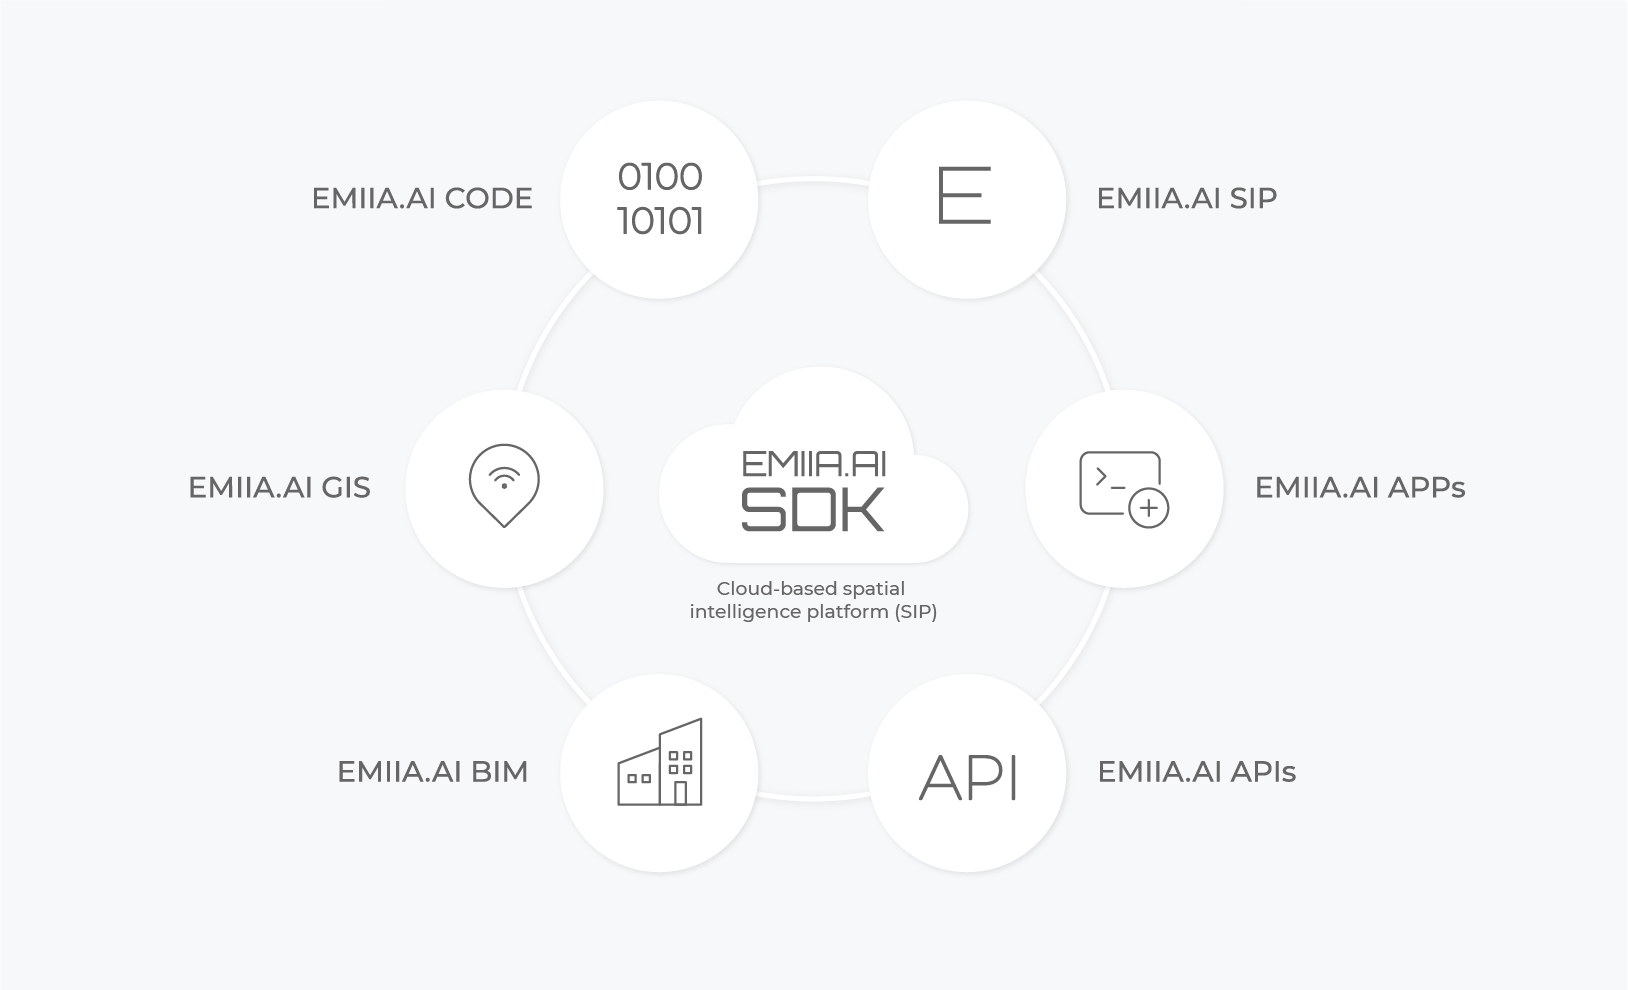 EMIIA.AI CODE
0100
10101
E
EMIIA.AI SIP
EMIIA.AI GIS
EMIIA.AI
SDK
Cloud-based spatial
intelligence platform (SIP)
>_
+
EMIIA.AI APPs
EMIIA.AI BIM
API
EMIIA.AI APIs